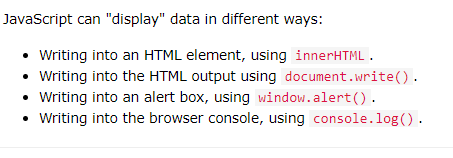 JavaScript can "display" data in different ways:
• Writing into an HTML element, using innerHTML.
• Writing into the HTML output using document.write().
• Writing into an alert box, using window.alert().
• Writing into the browser console, using console.log().